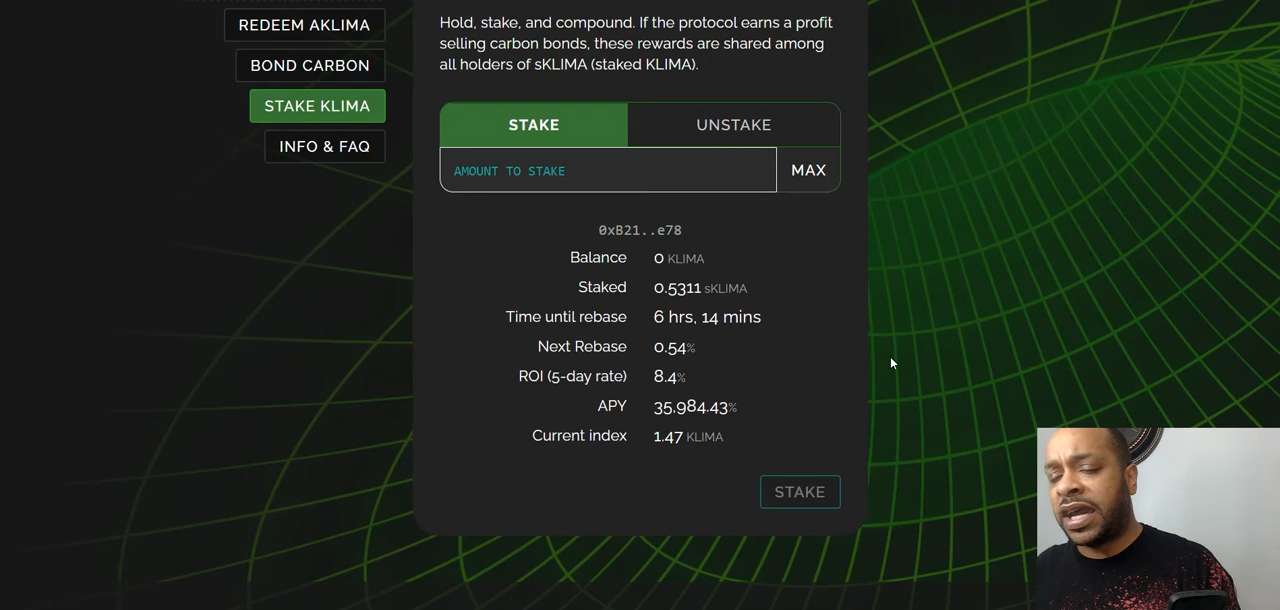 REDEEM AKLIMA
BOND CARBON
STAKE KLIMA
INFO & FAQ
Hold, stake, and compound. If the protocol earns a profit
selling carbon bonds, these rewards are shared among
all holders of sKLIMA (staked KLIMA).
STAKE UNSTAKE
AMOUNT TO STAKE MAX
0xB21..e78
Balance 0 KLIMA
Staked 0.5311 sKLIMA
Time until rebase 6 hrs, 14 mins
Next Rebase 0.54%
ROI (5-day rate) 8.4%
APY 35,984.43%
Current index 1.47 KLIMA
STAKE